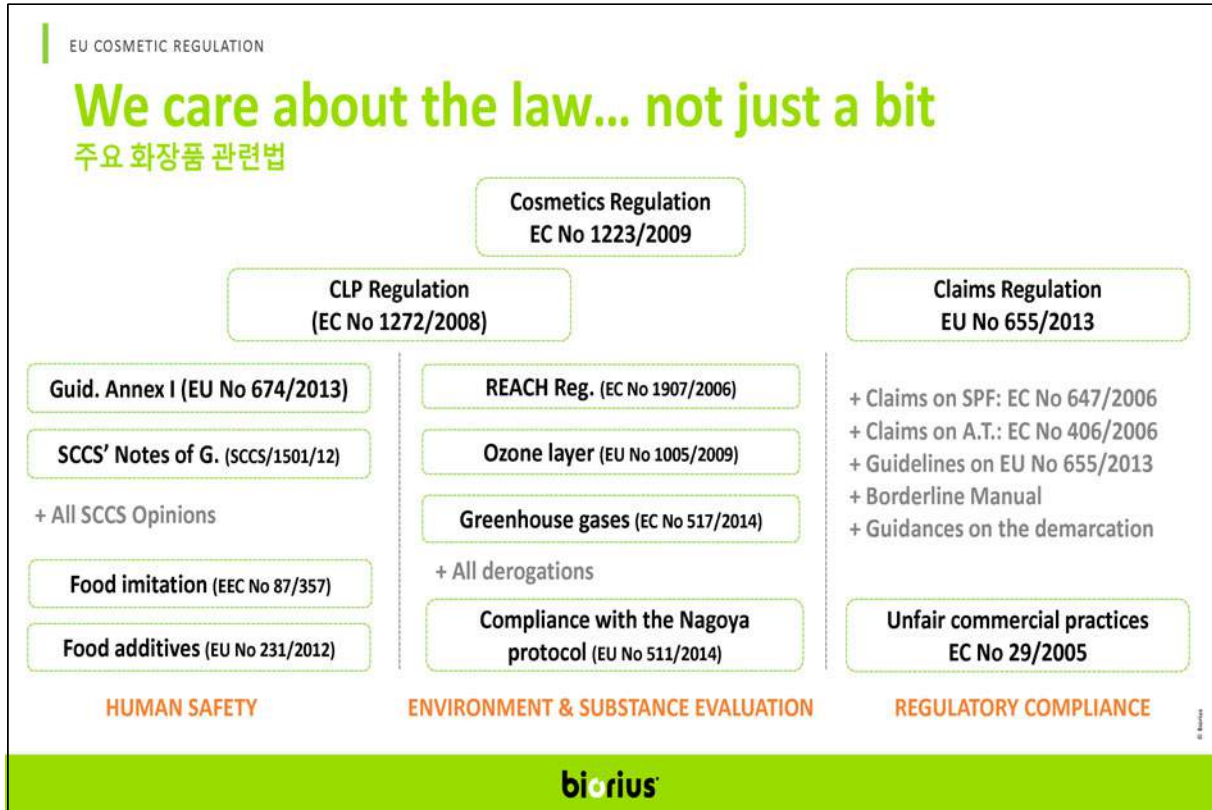 EU COSMETIC REGULATION
We care about the law... not just a bit
주요 화장품 관련법
Cosmetics Regulation
EC No 1223/2009
CLP Regulation
(EC No 1272/2008)
Claims Regulation
EU No 655/2013
Guid. Annex I (EU No 674/2013)
SCCS' Notes of G. (SCCS/1501/12)
+ All SCCS Opinions
Food imitation (EEC No 87/357)
Food additives (EU No 231/2012)
HUMAN SAFETY
REACH Reg. (EC No 1907/2006)
Ozone layer (EU No 1005/2009)
Greenhouse gases (EC No 517/2014)
+ All derogations
Compliance with the Nagoya
protocol (EU No 511/2014)
ENVIRONMENT & SUBSTANCE EVALUATION
+ Claims on SPF: EC No 647/2006
+ Claims on A.T.: EC No 406/2006
+ Guidelines on EU No 655/2013
+ Borderline Manual
+ Guidances on the demarcation
Unfair commercial practices
EC No 29/2005
REGULATORY COMPLIANCE
© Biorius
biorius